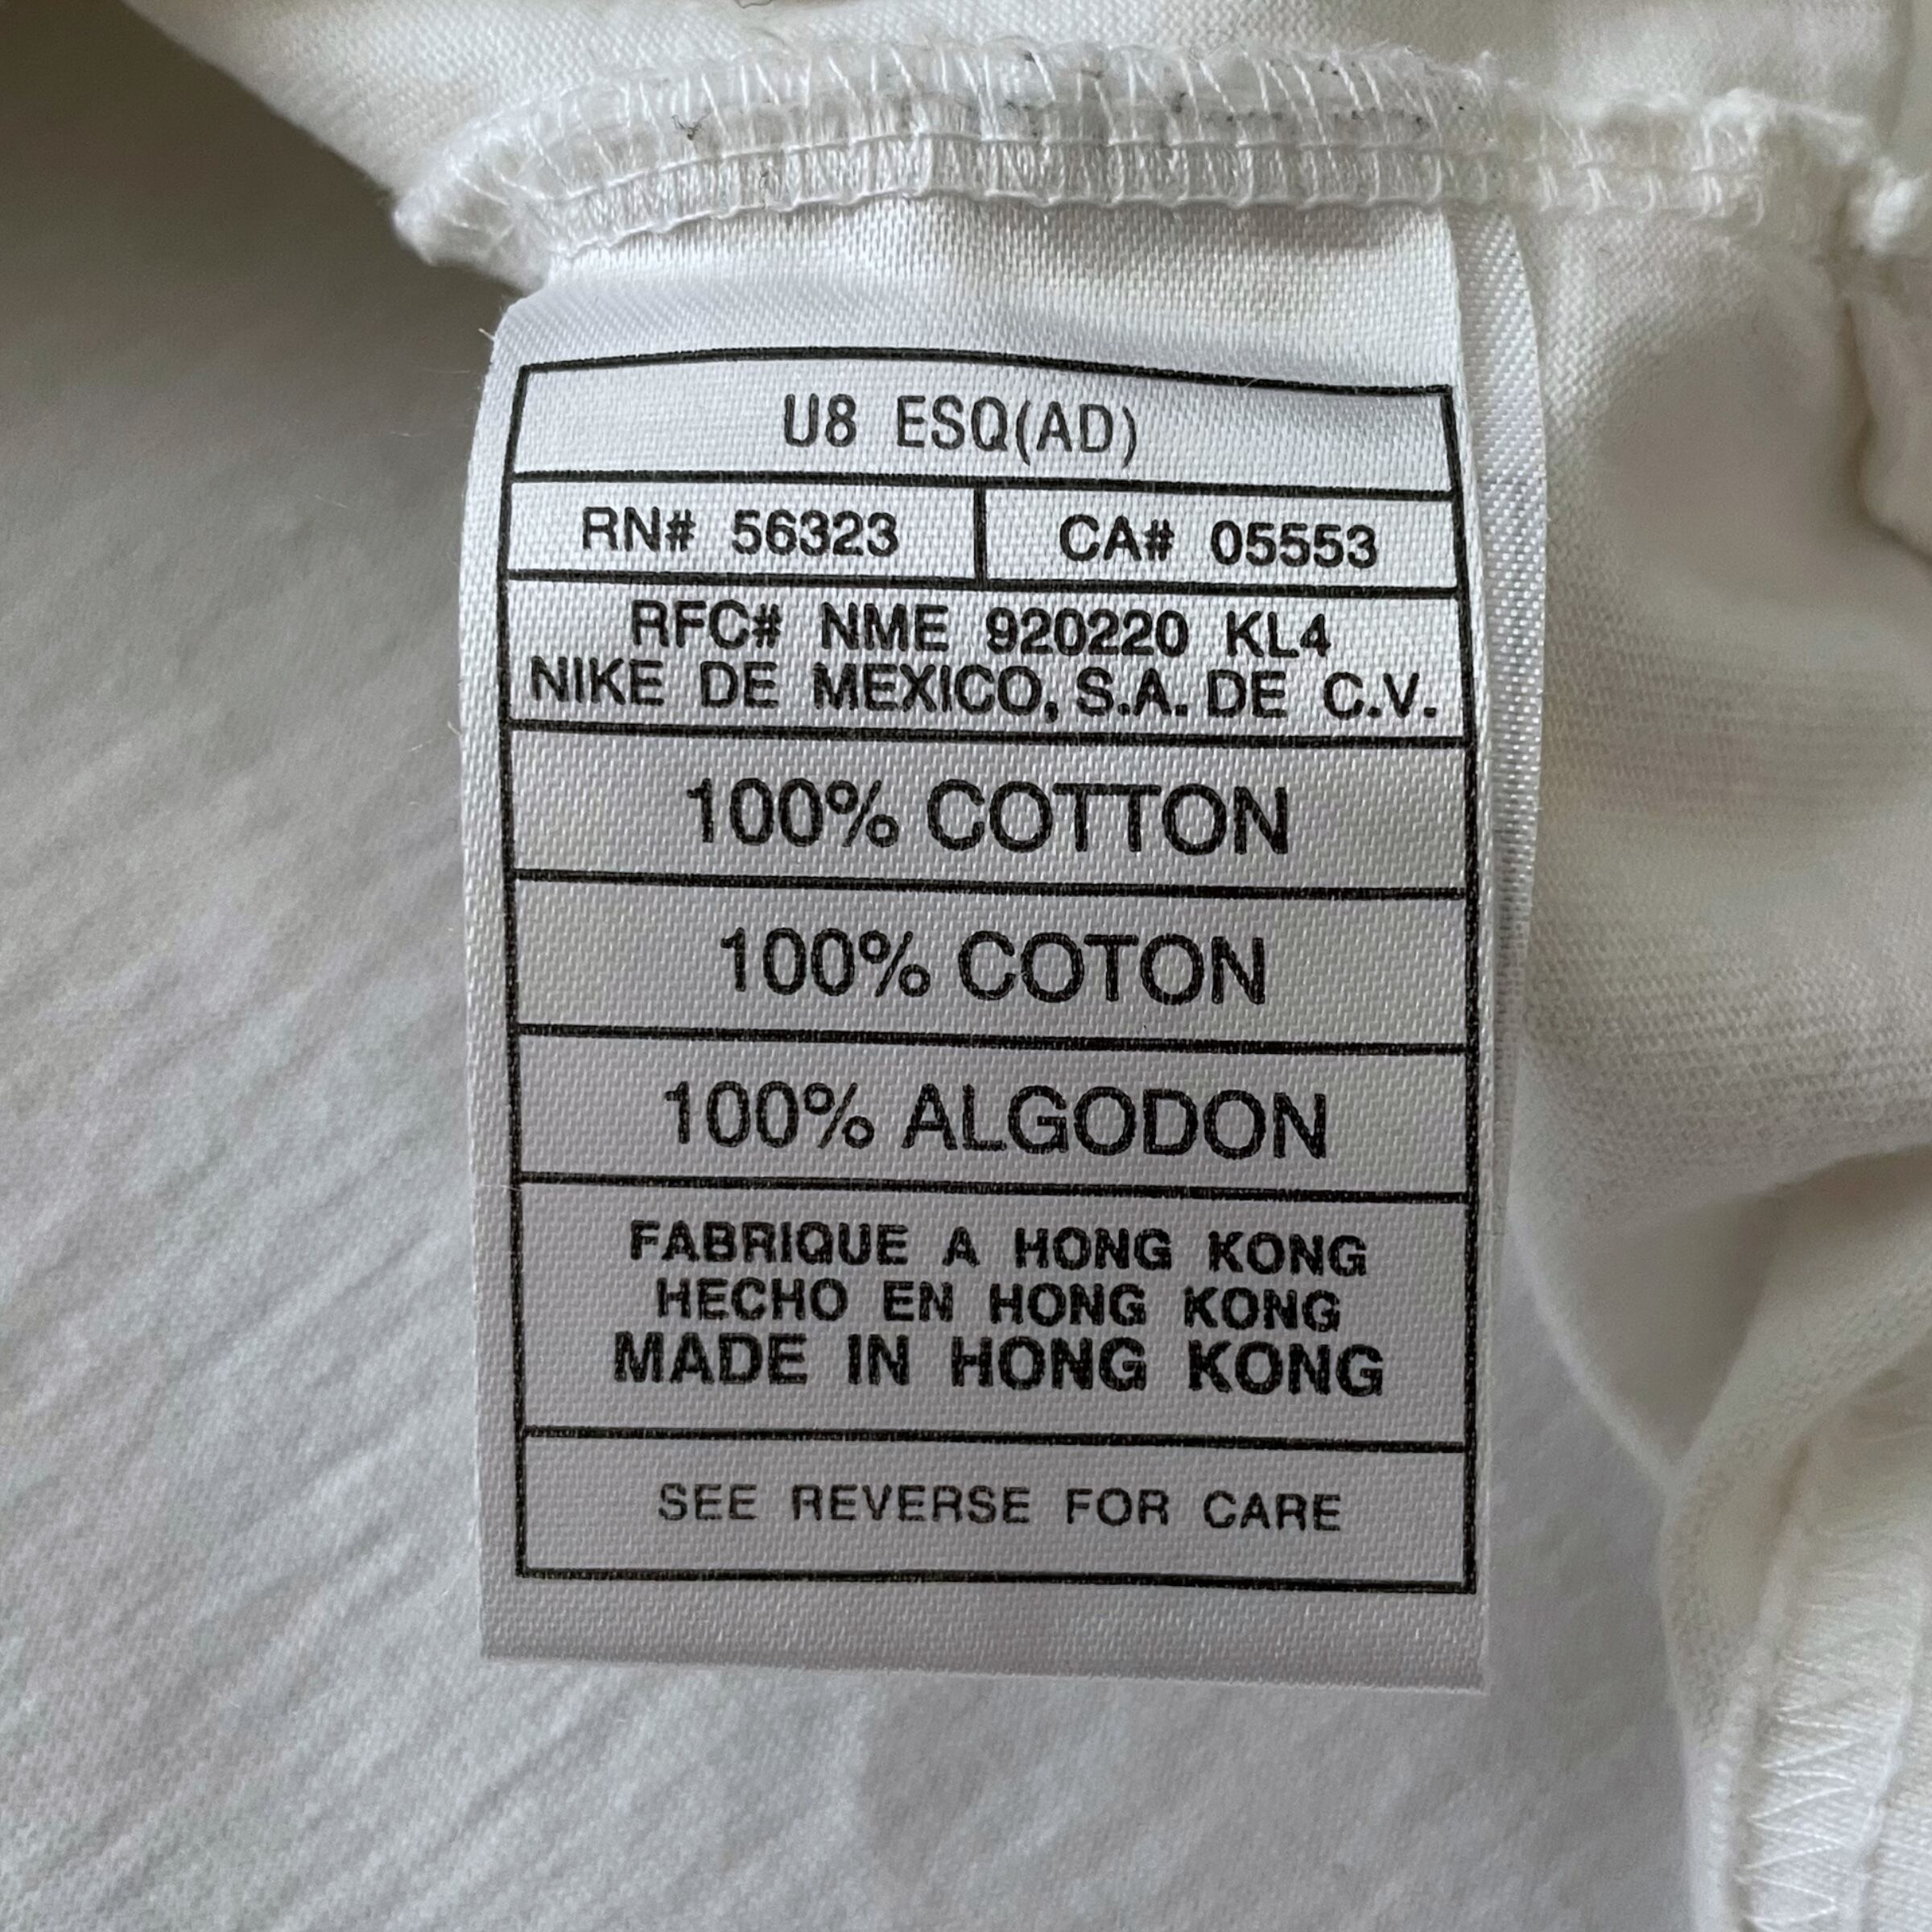 U8 ESQ(AD)
RN# 56323 CA# 05553
RFC# NME 920220 KL4
NIKE DE MEXICO, S.A. DE C.V.
100% COTTON
100% COTON
100% ALGODON
FABRIQUE A HONG KONG
HECHO EN HONG KONG
MADE IN HONG KONG
SEE REVERSE FOR CARE